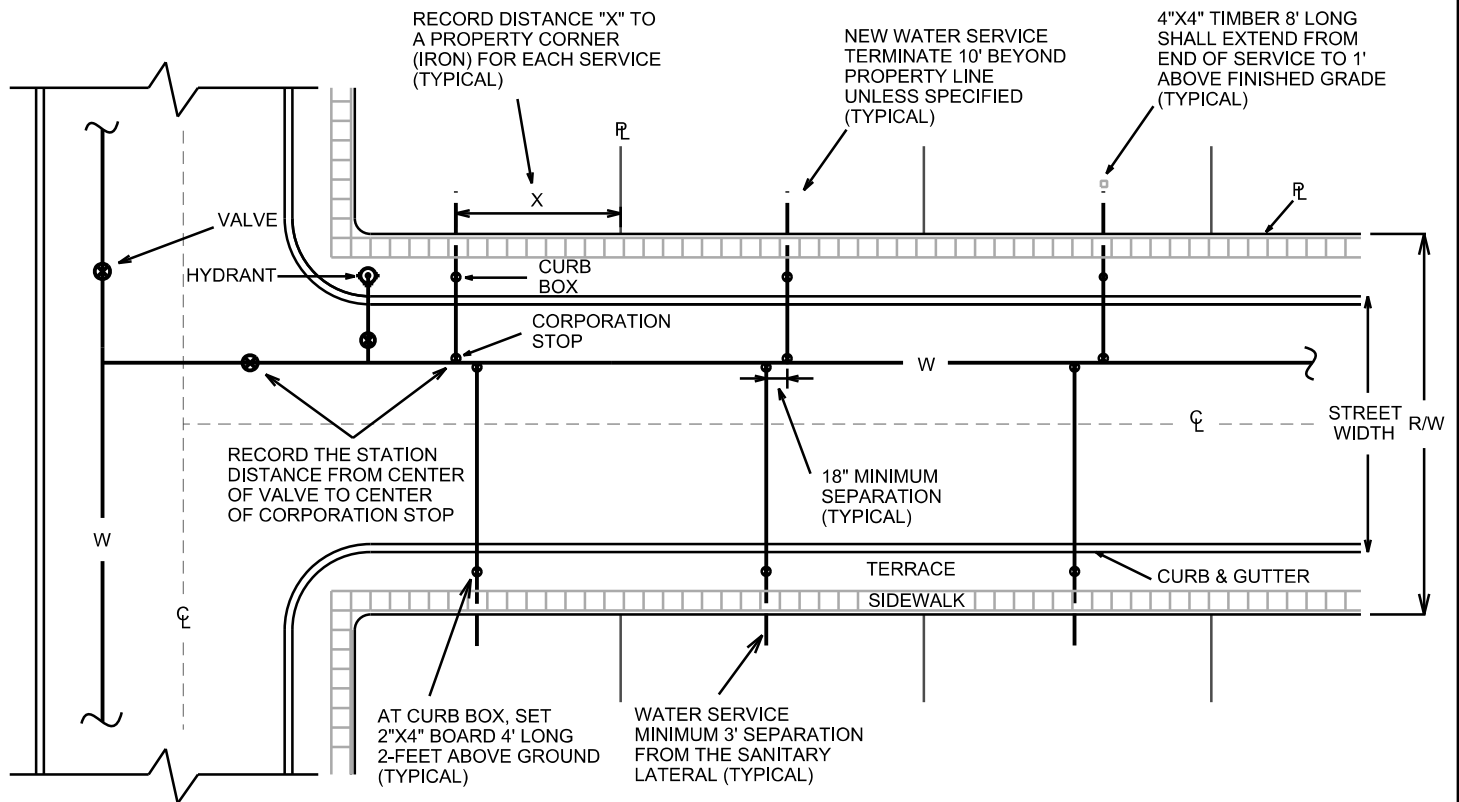 RECORD DISTANCE "X" TO
A PROPERTY CORNER
(IRON) FOR EACH SERVICE
(TYPICAL)
NEW WATER SERVICE
TERMINATE 10' BEYOND
PROPERTY LINE
UNLESS SPECIFIED
(TYPICAL)
4"X4" TIMBER 8' LONG
SHALL EXTEND FROM
END OF SERVICE TO 1'
ABOVE FINISHED GRADE
(TYPICAL)
PL
X
PL
VALVE
HYDRANT
CURB
BOX
CORPORATION
STOP
W
CL
STREET
WIDTH
R/W
RECORD THE STATION
DISTANCE FROM CENTER
OF VALVE TO CENTER
OF CORPORATION STOP
18" MINIMUM
SEPARATION
(TYPICAL)
W
TERRACE
CURB & GUTTER
SIDEWALK
CL
AT CURB BOX, SET
2"X4" BOARD 4' LONG
2-FEET ABOVE GROUND
(TYPICAL)
WATER SERVICE
MINIMUM 3' SEPARATION
FROM THE SANITARY
LATERAL (TYPICAL)